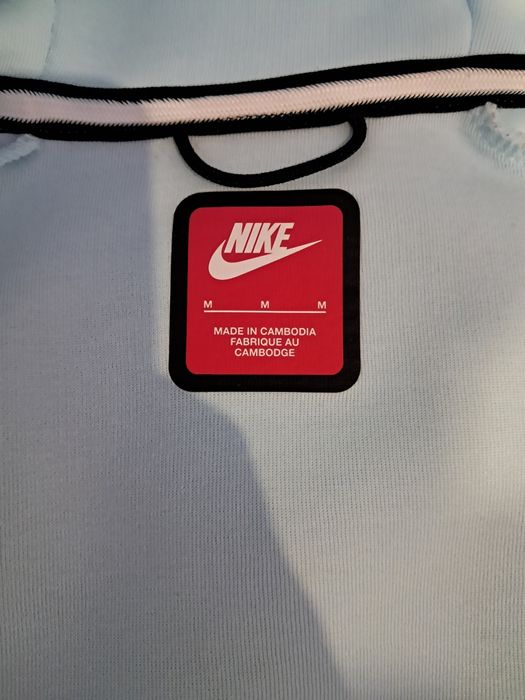 NIKE
M M M
MADE IN CAMBODIA
FABRIQUE AU
CAMBODGE